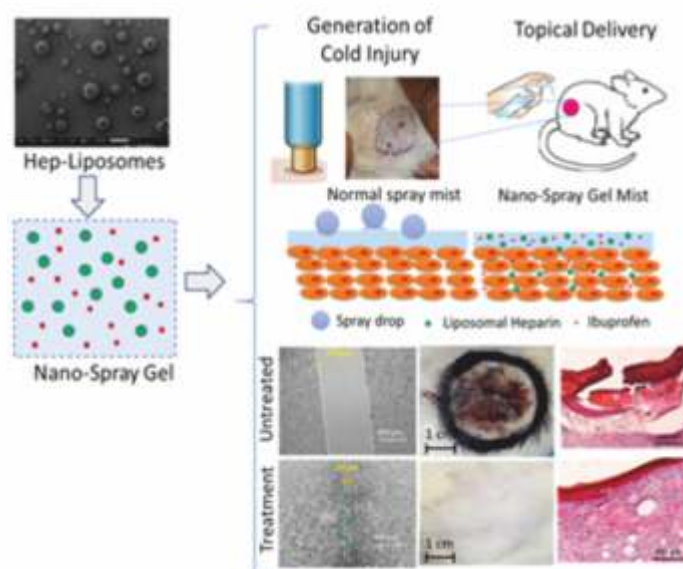 Generation of
Cold Injury
Topical Delivery
Hep-Liposomes
Normal spray mist
Nano-Spray Gel Mist
Spray drop
Liposomal Heparin
Ibuprofen
Nano-Spray Gel
Untreated
1 cm
Treatment
1 cm